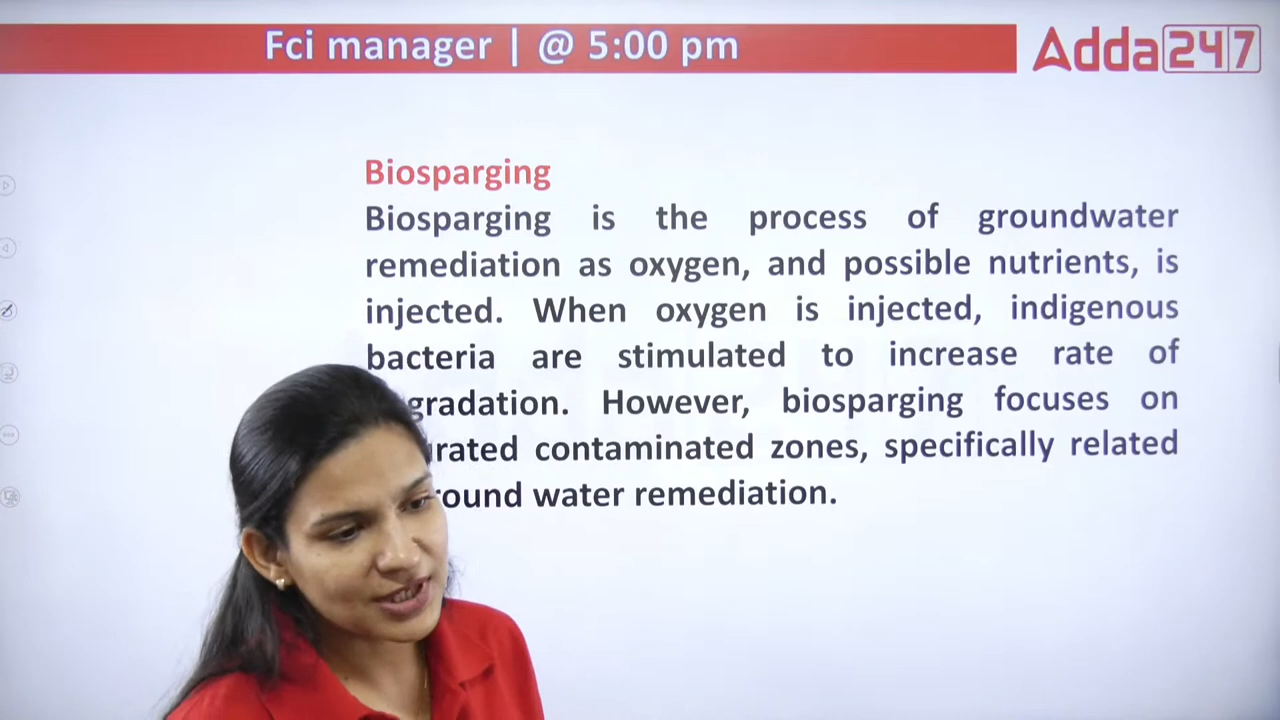 Fci manager | @ 5:00 pm
Adda247
Biosparging
Biosparging is the process of groundwater
remediation as oxygen, and possible nutrients, is
injected. When oxygen is injected, indigenous
bacteria are stimulated to increase rate of
gradation. However, biosparging focuses on
rated contaminated zones, specifically related
ound water remediation.